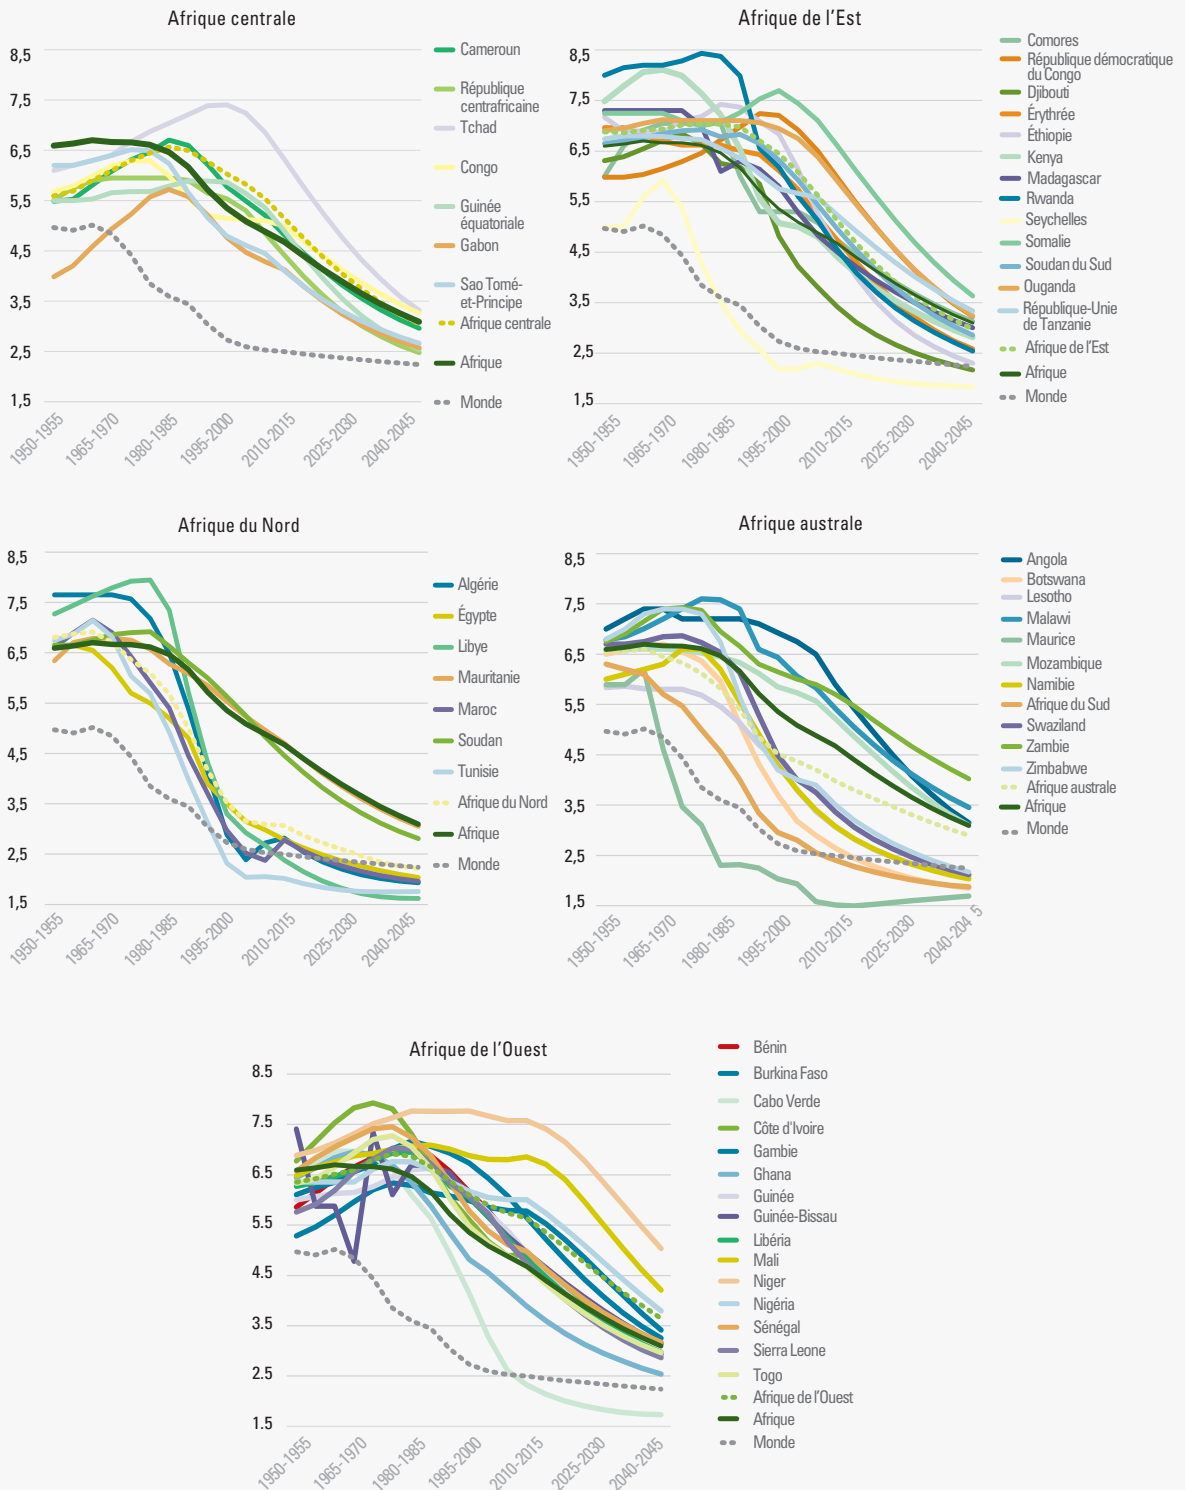 Afrique centrale
8,5
7,5
6,5
5,5
4,5
3,5
2,5
1,5
1950-1955
1965-1970
1980-1985
1995-2000
2010-2015
2025-2030
2040-2045
Cameroun
République
centrafricaine
Tchad
Congo
Guinée
équatoriale
Gabon
Sao Tomé-
et-Principe
Afrique centrale
Afrique
Monde
Afrique de l'Est
8,5
7,5
6,5
5,5
4,5
3,5
2,5
1,5
1950-1955
1965-1970
1980-1985
1995-2000
2010-2015
2025-2030
2040-2045
Comores
République démocratique
du Congo
Djibouti
Érythrée
Éthiopie
Kenya
Madagascar
Rwanda
Seychelles
Somalie
Soudan du Sud
Ouganda
République-Unie
de Tanzanie
Afrique de l'Est
Afrique
Monde
Afrique du Nord
8,5
7,5
6,5
5,5
4,5
3,5
2,5
1,5
1950-1955
1965-1970
1980-1985
1995-2000
2010-2015
2025-2030
2040-2045
Algérie
Égypte
Libye
Mauritanie
Maroc
Soudan
Tunisie
Afrique du Nord
Afrique
Monde
Afrique australe
8,5
7,5
6,5
5,5
4,5
3,5
2,5
1,5
1950-1955
1965-1970
1980-1985
1995-2000
2010-2015
2025-2030
2040-204 5
Angola
Botswana
Lesotho
Malawi
Maurice
Mozambique
Namibie
Afrique du Sud
Swaziland
Zambie
Zimbabwe
Afrique australe
Afrique
Monde
Afrique de l'Ouest
8.5
7.5
6.5
5.5
4.5
3.5
2.5
1.5
1950-1955
1965-1970
1980-1985
1995-2000
2010-2015
2025-2030
2040-2045
Bénin
Burkina Faso
Cabo Verde
Côte d'Ivoire
Gambie
Ghana
Guinée
Guinée-Bissau
Libéria
Mali
Niger
Nigéria
Sénégal
Sierra Leone
Togo
Afrique de l'Ouest
Afrique
Monde